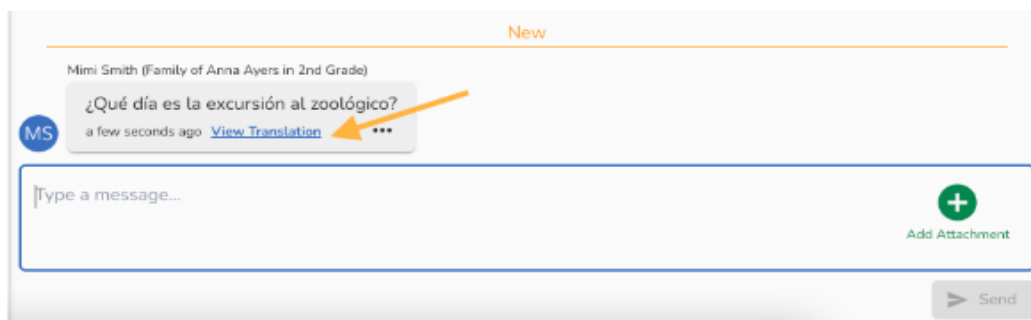 New
Mimi Smith (Family of Anna Ayers in 2nd Grade)
¿Qué día es la excursión al zoológico?
MS
a few seconds ago View Translation •••
Type a message...
Add Attachment
Send